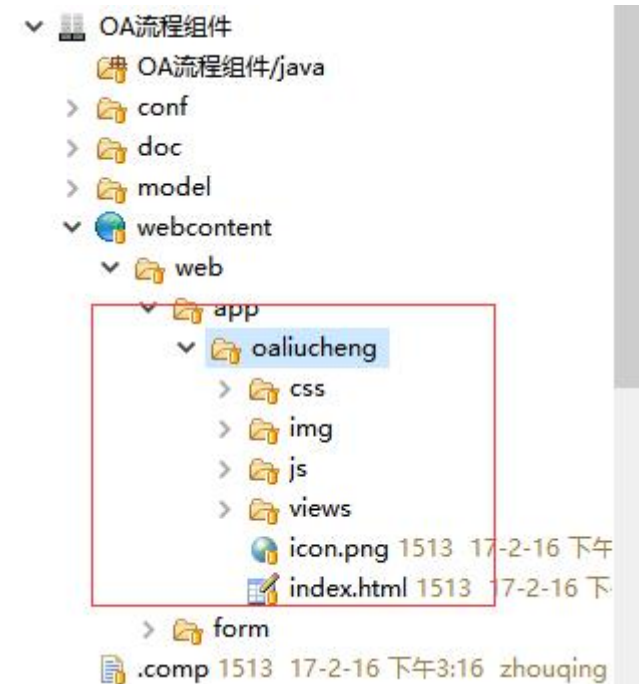 OA流程组件
OA流程组件/java
conf
doc
model
webcontent
web
app
oaliucheng
css
img
js
views
icon.png 1513 17-2-16 下午
index.html 1513 17-2-16 下
form
.comp 1513 17-2-16 下午3:16 zhouqing